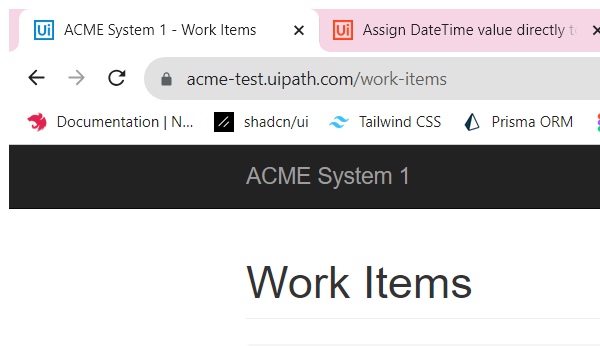 Ui ACME System 1 - Work Items Ui Assign DateTime value directly
acme-test.uipath.com/work-items
Documentation | N... shadcn/ui Tailwind CSS Prisma ORM
ACME System 1
Work Items